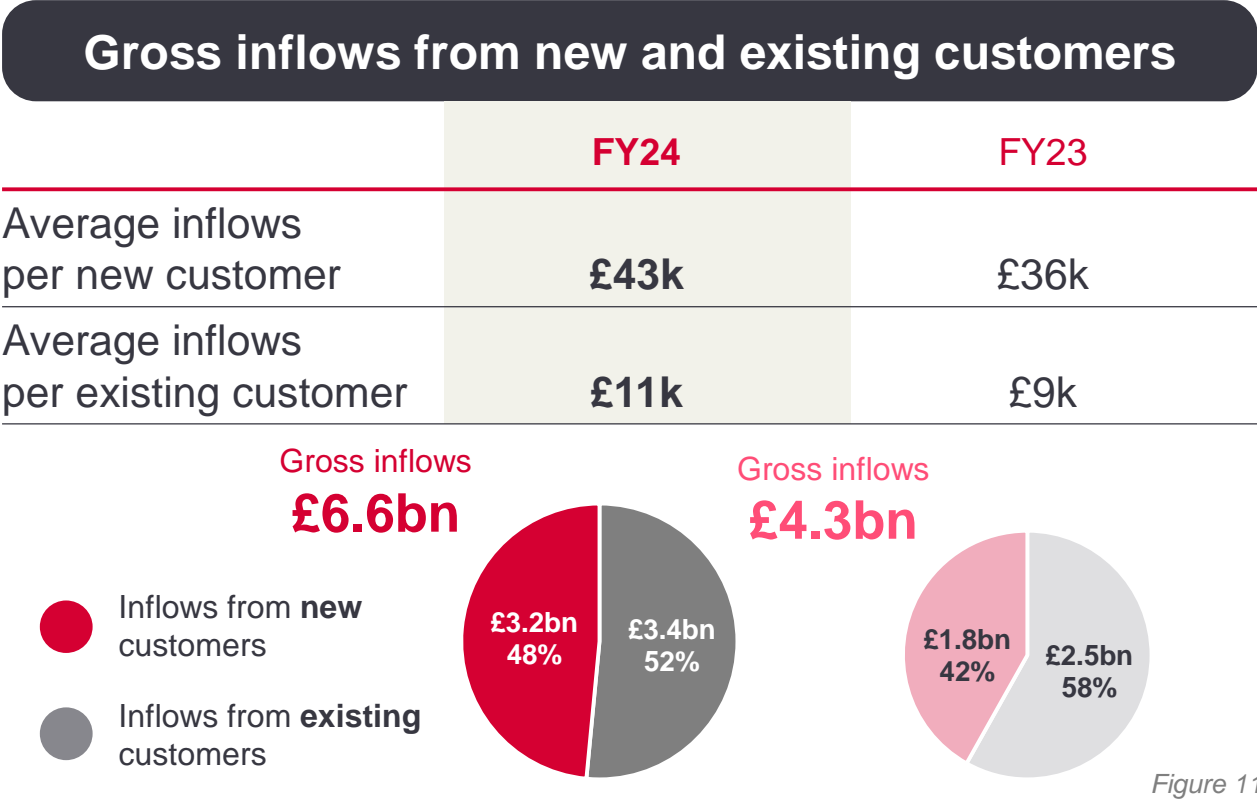 Gross inflows from new and existing customers
FY24 FY23
Average inflows
per new customer £43k £36k
Average inflows
per existing customer £11k £9k
Gross inflows
£6.6bn
Gross inflows
£4.3bn
Inflows from new
customers
Inflows from existing
customers
£3.2bn
48%
£3.4bn
52%
£1.8bn
42%
£2.5bn
58%
Figure 11